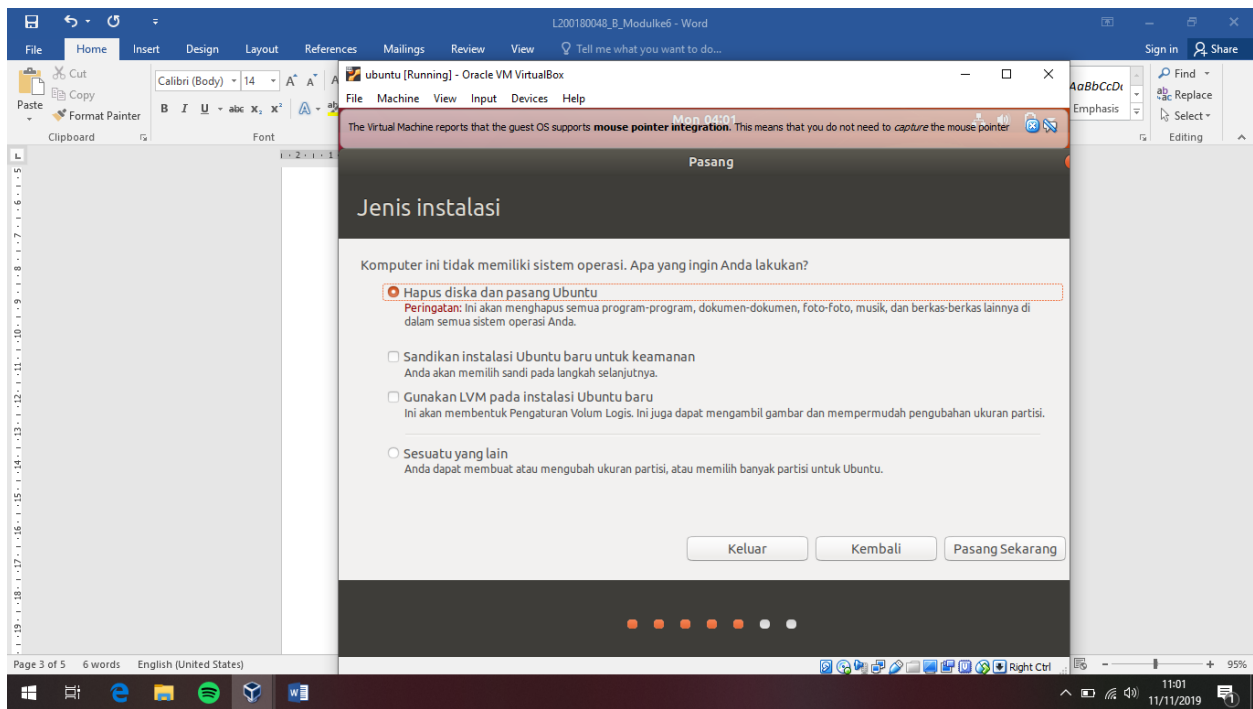 L200180048_B_Modulke6 - Word
File Home Insert Design Layout References Mailings Review View Tell me what you want to do... Sign in Share
Cut
Copy
Format Painter
Paste
Clipboard
Calibri (Body) 14
Font
AaBbCcDc
Emphasis
Find
Replace
Select
Editing
ubuntu [Running] - Oracle VM VirtualBox
File Machine View Input Devices Help
Mon 04:01
The Virtual Machine reports that the guest OS supports mouse pointer integration. This means that you do not need to capture the mouse pointer
Pasang
Jenis instalasi
Komputer ini tidak memiliki sistem operasi. Apa yang ingin Anda lakukan?
Hapus diska dan pasang Ubuntu
Peringatan: Ini akan menghapus semua program-program, dokumen-dokumen, foto-foto, musik, dan berkas-berkas lainnya di
dalam semua sistem operasi Anda.
Sandikan instalasi Ubuntu baru untuk keamanan
Anda akan memilih sandi pada langkah selanjutnya.
Gunakan LVM pada instalasi Ubuntu baru
Ini akan membentuk Pengaturan Volum Logis. Ini juga dapat mengambil gambar dan mempermudah pengubahan ukuran partisi.
Sesuatu yang lain
Anda dapat membuat atau mengubah ukuran partisi, atau memilih banyak partisi untuk Ubuntu.
Keluar Kembali Pasang Sekarang
Right Ctrl
Page 3 of 5 6 words English (United States) 95%
11:01
11/11/2019